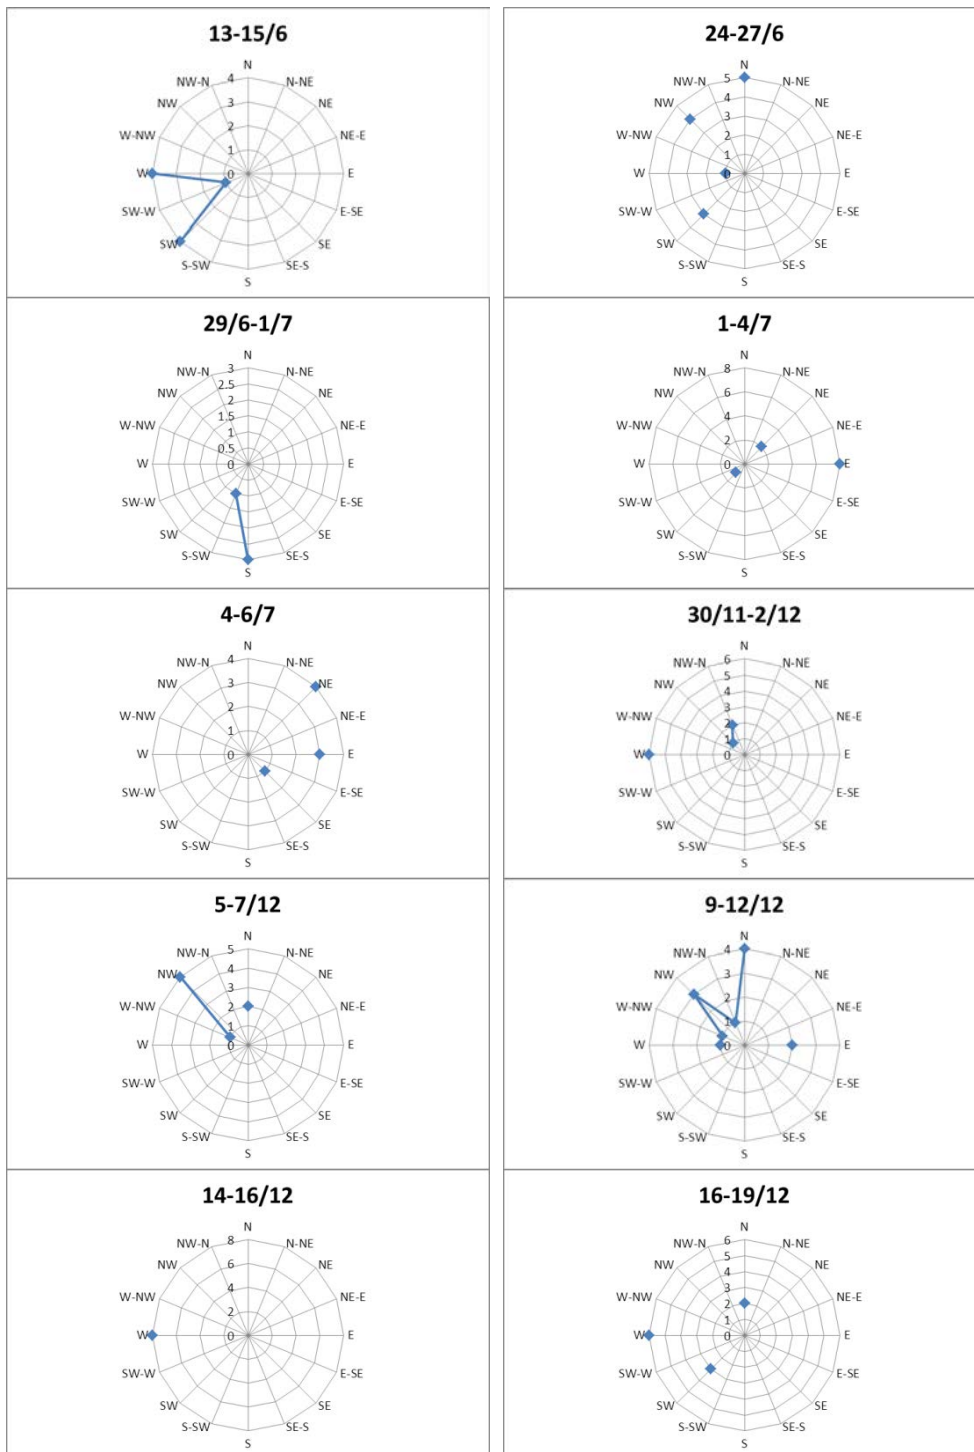 13-15/6
N
NW-N 4 N-NE
NW 3 NE
W-NW 2 NE-E
1
W 0 E
SW-W E-SE
SW SE
S-SW SE-S
S
24-27/6
N
NW-N 5 N-NE
NW 4 NE
3
W-NW 2 NE-E
1
W 0 E
SW-W E-SE
SW SE
S-SW SE-S
S
29/6-1/7
N
NW-N 3 N-NE
2.5
NW 2 NE
W-NW 1.5 NE-E
1
0.5
W 0 E
SW-W E-SE
SW SE
S-SW SE-S
S
1-4/7
N
NW-N 8 N-NE
NW 6 NE
W-NW 4 NE-E
2
W 0 E
SW-W E-SE
SW SE
S-SW SE-S
S
4-6/7
N
NW-N 4 N-NE
NW 3 NE
W-NW 2 NE-E
1
W 0 E
SW-W E-SE
SW SE
S-SW SE-S
S
30/11-2/12
N
NW-N 6 N-NE
5
NW 4 NE
W-NW 3 NE-E
2
1
W 0 E
SW-W E-SE
SW SE
S-SW SE-S
S
5-7/12
N
NW-N 5 N-NE
NW 4 NE
3
W-NW 2 NE-E
1
W 0 E
SW-W E-SE
SW SE
S-SW SE-S
S
9-12/12
N
NW-N 4 N-NE
NW 3 NE
W-NW 2 NE-E
1
W 0 E
SW-W E-SE
SW SE
S-SW SE-S
S
14-16/12
N
NW-N 8 N-NE
NW 6 NE
W-NW 4 NE-E
2
W 0 E
SW-W E-SE
SW SE
S-SW SE-S
S
16-19/12
N
NW-N 6 N-NE
5
NW 4 NE
W-NW 3 NE-E
2
1
W 0 E
SW-W E-SE
SW SE
S-SW SE-S
S